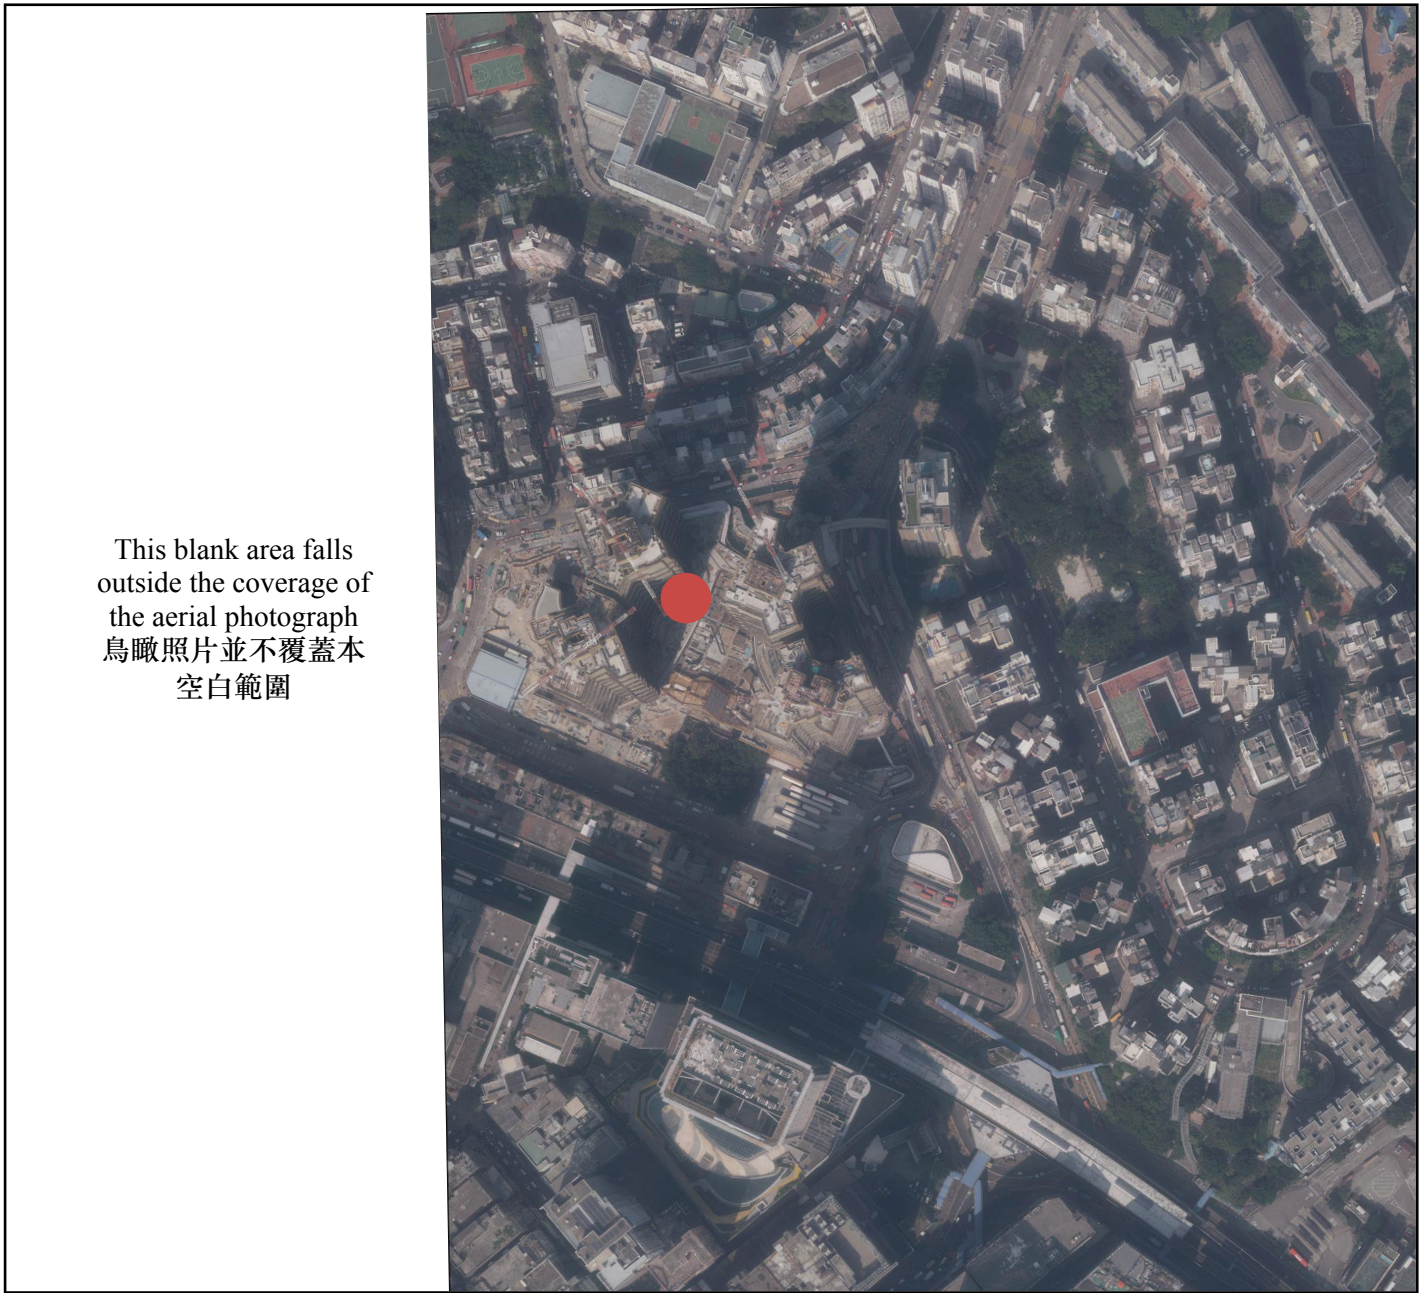 This blank area falls
outside the coverage of
the aerial photograph
鳥瞰照片並不覆蓋本
空白範圍